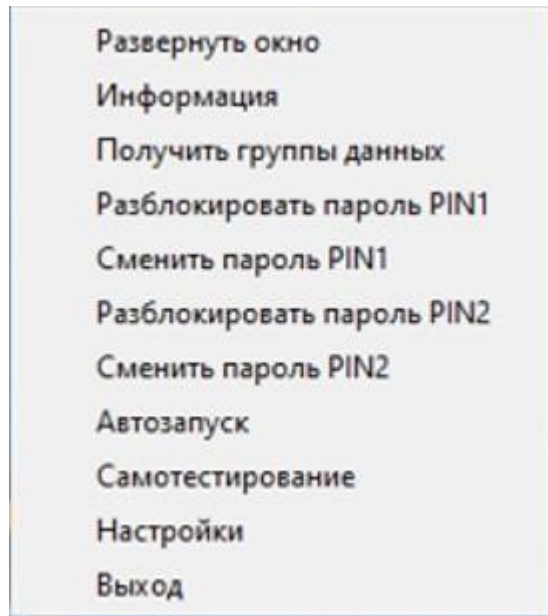 Развернуть окно
Информация
Получить группы данных
Разблокировать пароль PIN1
Сменить пароль PIN1
Разблокировать пароль PIN2
Сменить пароль PIN2
Автозапуск
Самотестирование
Настройки
Выход